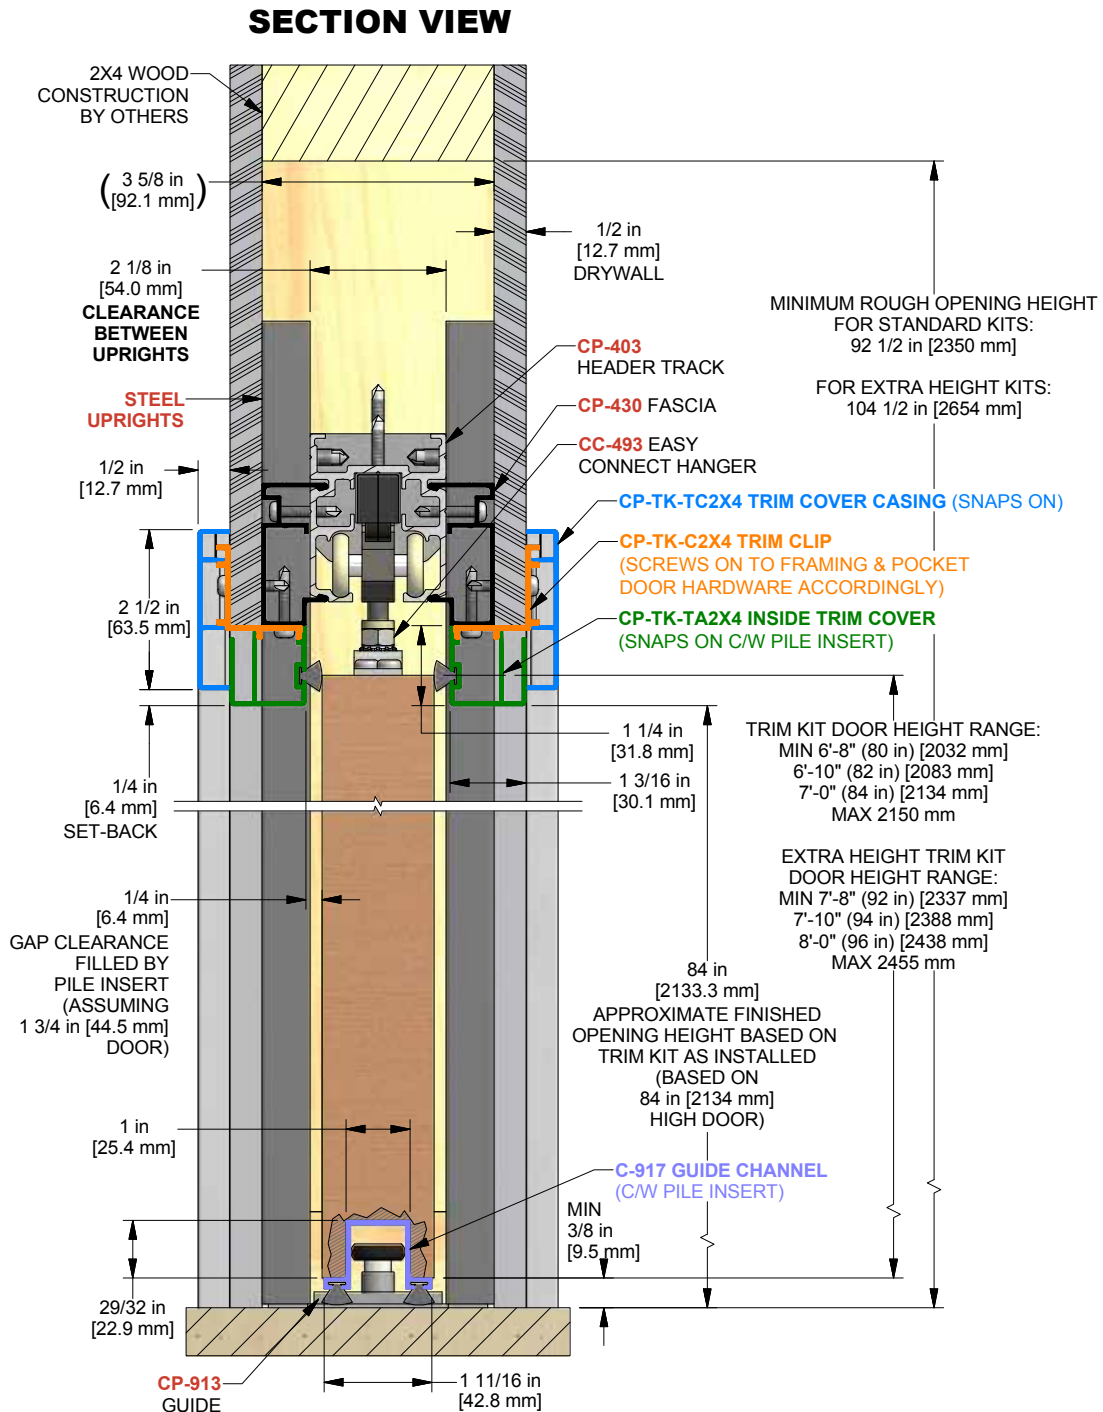 SECTION VIEW
2X4 WOOD
CONSTRUCTION
BY OTHERS
(3 5/8 in)
[92.1 mm]
1/2 in
[12.7 mm]
DRYWALL
2 1/8 in
[54.0 mm]
CLEARANCE
BETWEEN
UPRIGHTS
MINIMUM ROUGH OPENING HEIGHT
FOR STANDARD KITS:
92 1/2 in [2350 mm]
FOR EXTRA HEIGHT KITS:
104 1/2 in [2654 mm]
CP-403
HEADER TRACK
STEEL
UPRIGHTS
CP-430 FASCIA
CC-493 EASY
CONNECT HANGER
1/2 in
[12.7 mm]
CP-TK-TC2X4 TRIM COVER CASING (SNAPS ON)
CP-TK-C2X4 TRIM CLIP
(SCREWS ON TO FRAMING & POCKET
DOOR HARDWARE ACCORDINGLY)
2 1/2 in
[63.5 mm]
CP-TK-TA2X4 INSIDE TRIM COVER
(SNAPS ON C/W PILE INSERT)
1 1/4 in
[31.8 mm]
1 3/16 in
[30.1 mm]
TRIM KIT DOOR HEIGHT RANGE:
MIN 6'-8" (80 in) [2032 mm]
6'-10" (82 in) [2083 mm]
7'-0" (84 in) [2134 mm]
MAX 2150 mm
1/4 in
[6.4 mm]
SET-BACK
EXTRA HEIGHT TRIM KIT
DOOR HEIGHT RANGE:
MIN 7'-8" (92 in) [2337 mm]
7'-10" (94 in) [2388 mm]
8'-0" (96 in) [2438 mm]
MAX 2455 mm
1/4 in
[6.4 mm]
GAP CLEARANCE
FILLED BY
PILE INSERT
(ASSUMING
1 3/4 in [44.5 mm]
DOOR)
84 in
[2133.3 mm]
APPROXIMATE FINISHED
OPENING HEIGHT BASED ON
TRIM KIT AS INSTALLED
(BASED ON
84 in [2134 mm]
HIGH DOOR)
1 in
[25.4 mm]
C-917 GUIDE CHANNEL
(C/W PILE INSERT)
MIN
3/8 in
[9.5 mm]
29/32 in
[22.9 mm]
CP-913
GUIDE
1 11/16 in
[42.8 mm]